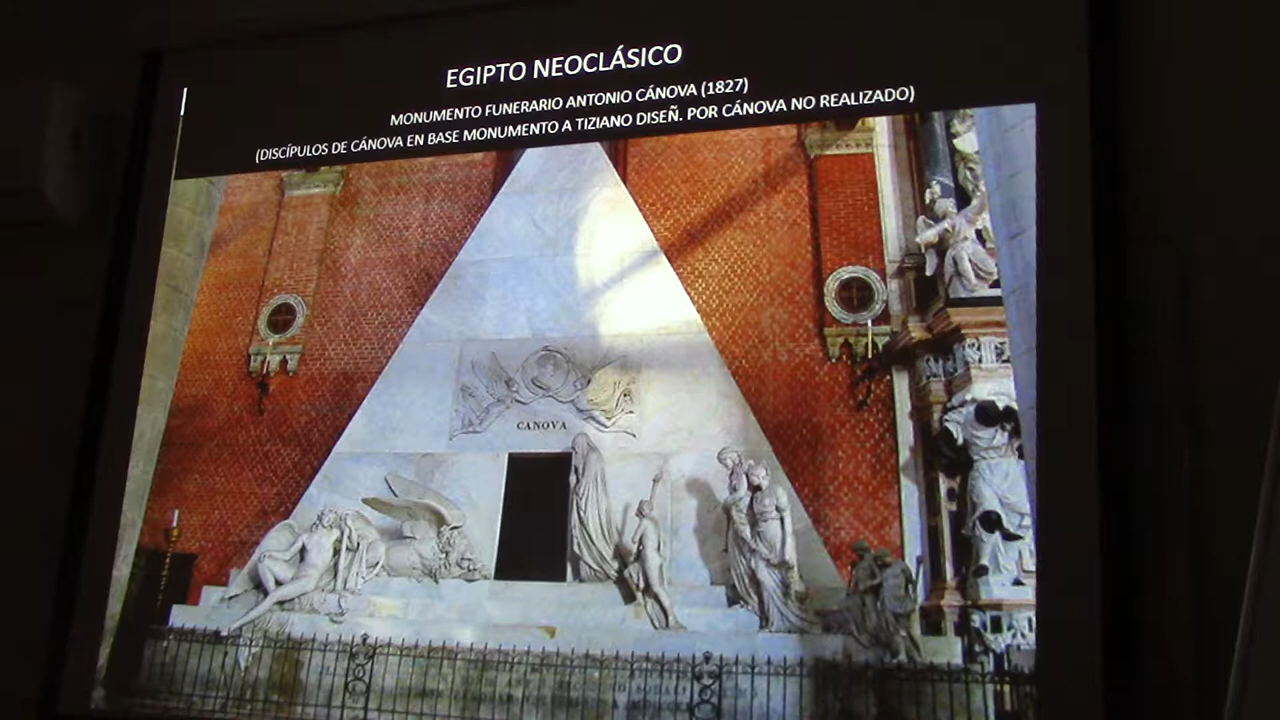 EGIPTO NEOCLÁSICO
MONUMENTO FUNERARIO ANTONIO CÁNOVA (1827)
(DISCÍPULOS DE CÁNOVA EN BASE MONUMENTO A TIZIANO DISEÑ. POR CÁNOVA NO REALIZADO)
CANOVA